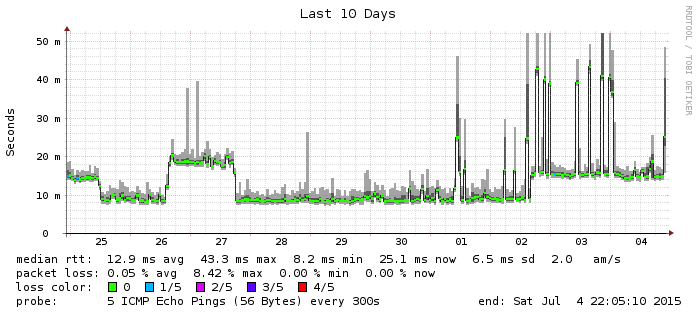 Last 10 Days
RRDTOOL / TOBI OETIKER
Seconds
50 m
40 m
30 m
20 m
10 m
0
25 26 27 28 29 30 01 02 03 04
median rtt: 12.9 ms avg 43.3 ms max 8.2 ms min 25.1 ms now 6.5 ms sd 2.0 am/s
packet loss: 0.05 % avg 8.42 % max 0.00 % min 0.00 % now
loss color: 0 1/5 2/5 3/5 4/5
probe: 5 ICMP Echo Pings (56 Bytes) every 300s end: Sat Jul 4 22:05:10 2015